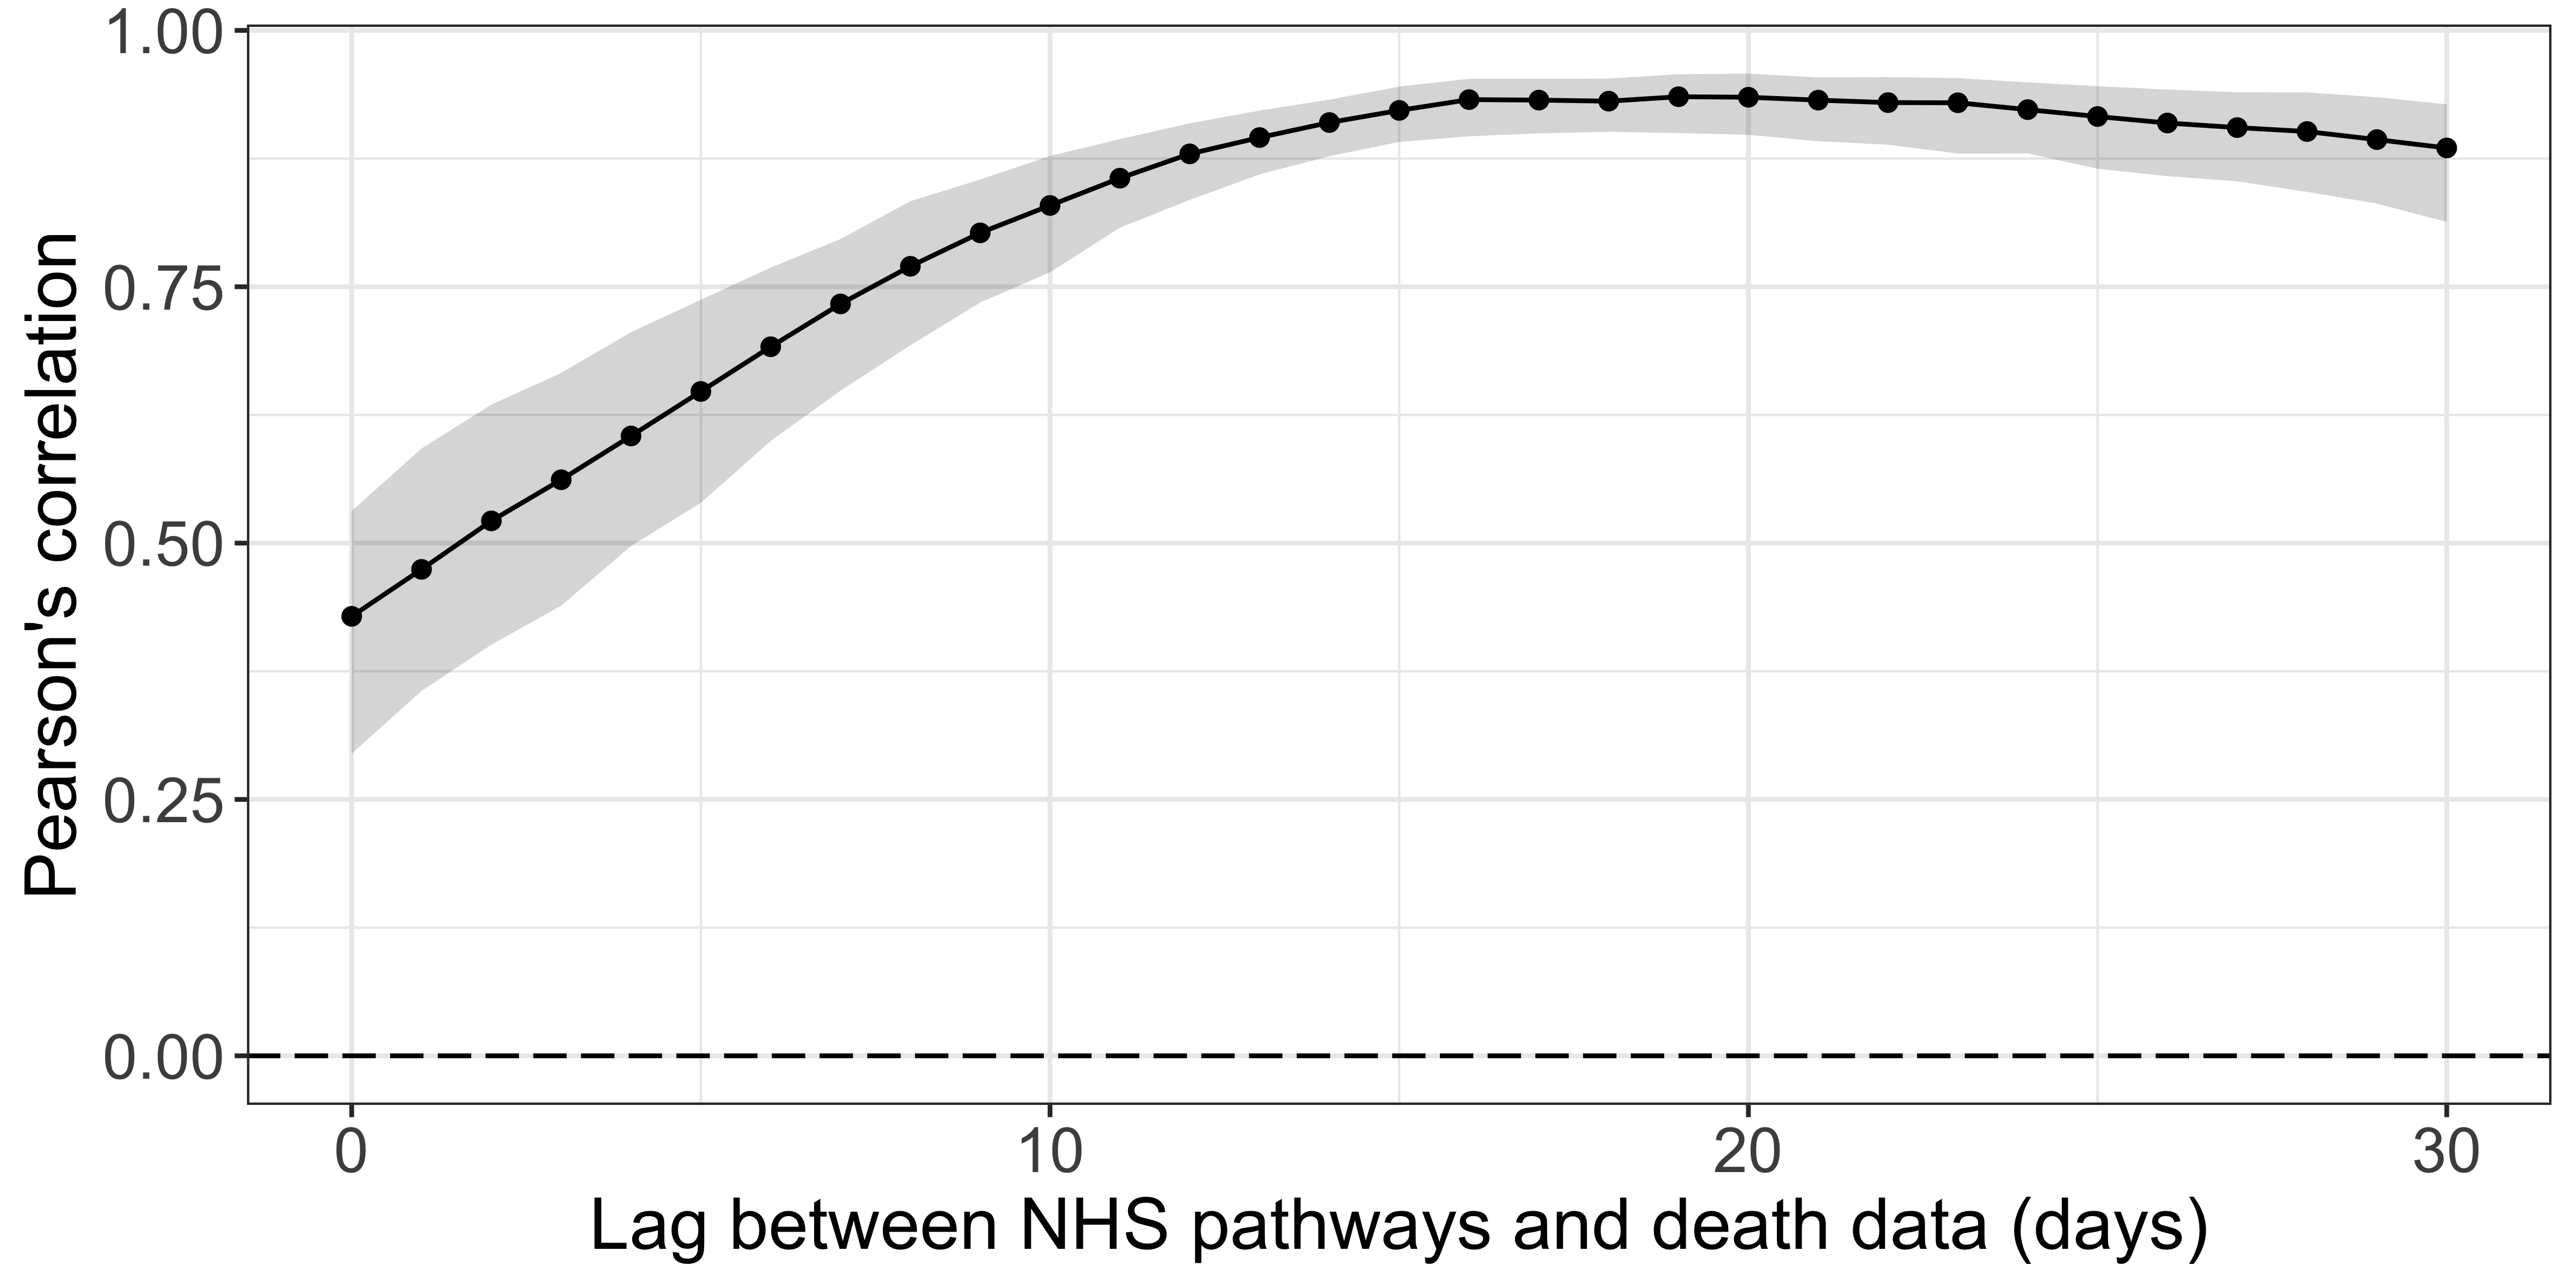 Pearson's correlation
1.00
0.75
0.50
0.25
0.00
0 10 20 30
Lag between NHS pathways and death data (days)